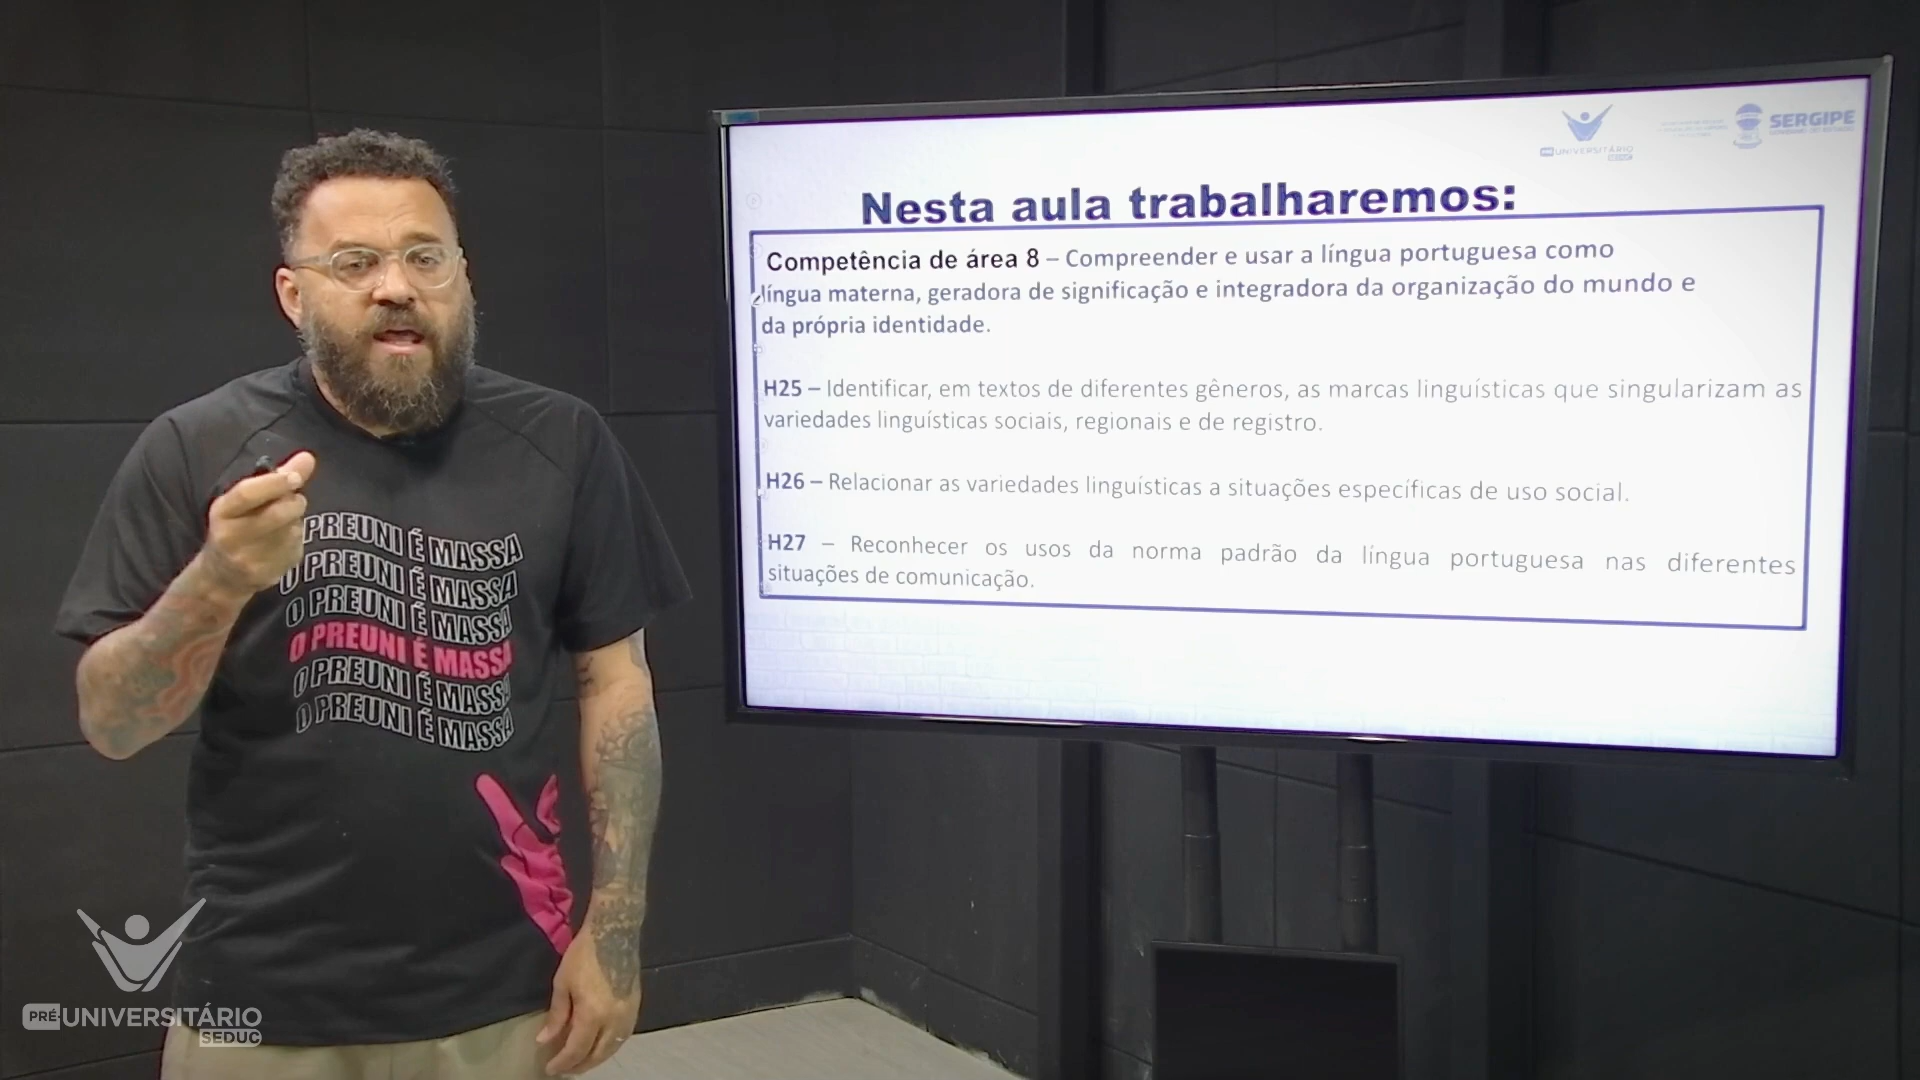 SERGIPE
PRÉ UNIVERSITÁRIO
SEDUC
Nesta aula trabalharemos:
Competência de área 8 – Compreender e usar a língua portuguesa como
língua materna, geradora de significação e integradora da organização do mundo e
da própria identidade.
H25 – Identificar, em textos de diferentes gêneros, as marcas linguísticas que singularizam as
variedades linguísticas sociais, regionais e de registro.
H26 – Relacionar as variedades linguísticas a situações específicas de uso social.
H27 – Reconhecer os usos da norma padrão da língua portuguesa nas diferentes
situações de comunicação.
PREUNI É MASSA
O PREUNI É MASSA
O PREUNI É MASSA
O PREUNI É MASSA
O PREUNI É MASSA
O PREUNI É MASSA
PRÉ-UNIVERSITÁRIO
SEDUC